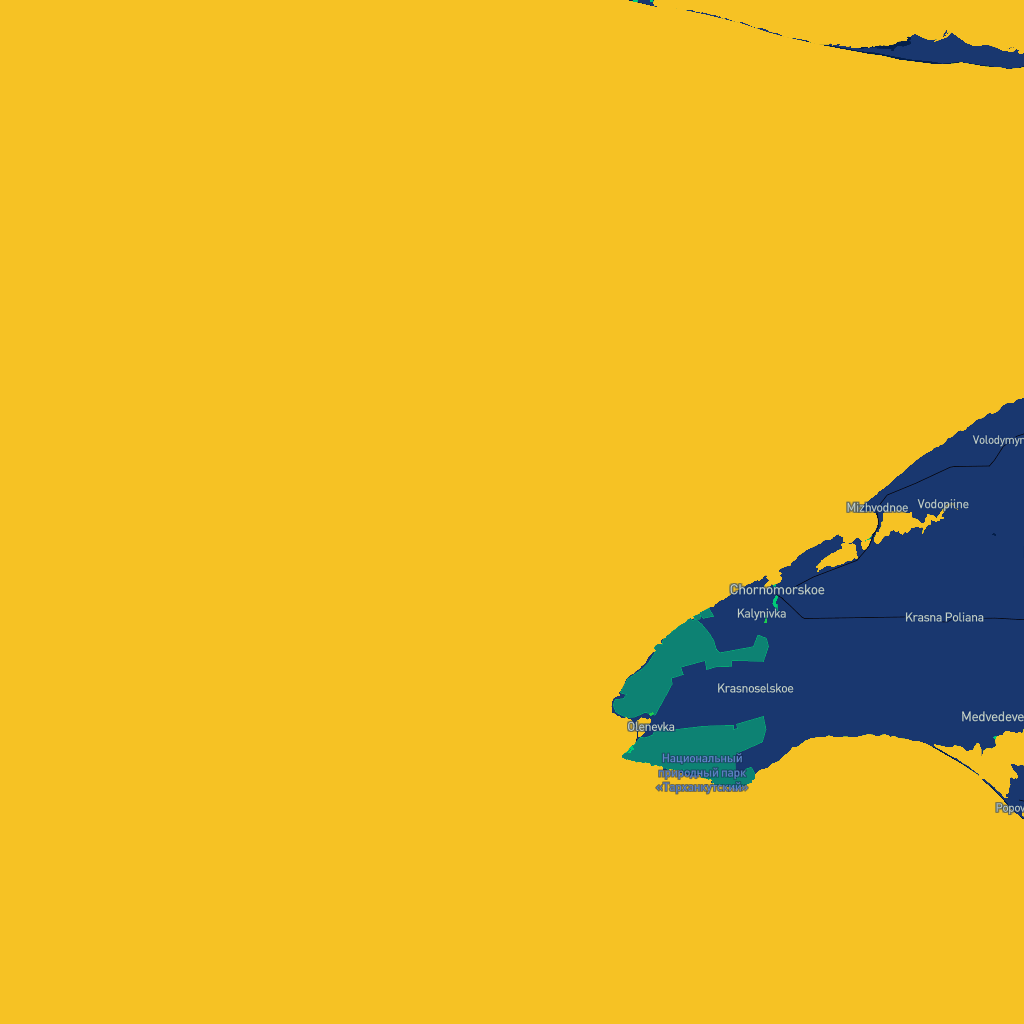 Volodymyr
Mizhvodnoe
Vodopiine
Chornomorskoe
Kalynivka
Krasna Poliana
Krasnoselskoe
Medvedeve
Olenevka
Национальный
природный парк
«Тарханкутский»
Popov